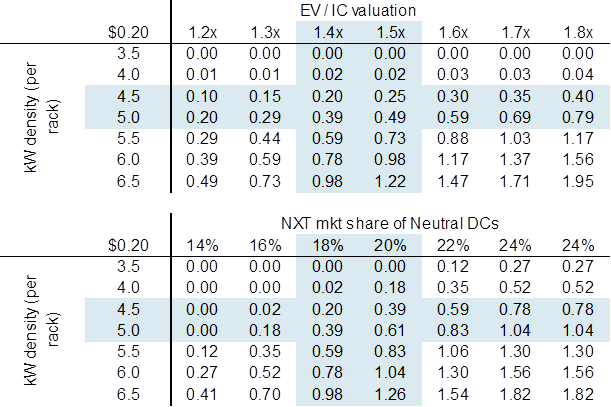 EV / IC valuation
$0.20 1.2x 1.3x 1.4x 1.5x 1.6x 1.7x 1.8x
kW density (per rack)
3.5 0.00 0.00 0.00 0.00 0.00 0.00 0.00
4.0 0.01 0.01 0.02 0.02 0.03 0.03 0.04
4.5 0.10 0.15 0.20 0.25 0.30 0.35 0.40
5.0 0.20 0.29 0.39 0.49 0.59 0.69 0.79
5.5 0.29 0.44 0.59 0.73 0.88 1.03 1.17
6.0 0.39 0.59 0.78 0.98 1.17 1.37 1.56
6.5 0.49 0.73 0.98 1.22 1.47 1.71 1.95
NXT mkt share of Neutral DCs
$0.20 14% 16% 18% 20% 22% 24% 24%
kW density (per rack)
3.5 0.00 0.00 0.00 0.00 0.12 0.27 0.27
4.0 0.00 0.00 0.02 0.18 0.35 0.52 0.52
4.5 0.00 0.02 0.20 0.39 0.59 0.78 0.78
5.0 0.00 0.18 0.39 0.61 0.83 1.04 1.04
5.5 0.12 0.35 0.59 0.83 1.06 1.30 1.30
6.0 0.27 0.52 0.78 1.04 1.30 1.56 1.56
6.5 0.41 0.70 0.98 1.26 1.54 1.82 1.82